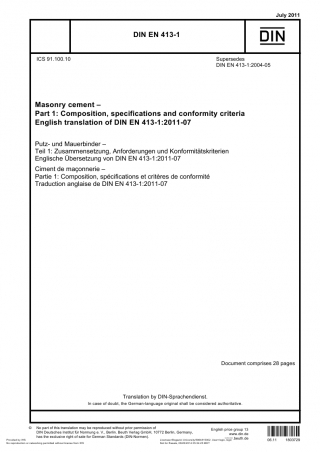 July 2011
DIN EN 413-1
DIN
ICS 91.100.10
Supersedes
DIN EN 413-1:2004-05
Masonry cement –
Part 1: Composition, specifications and conformity criteria
English translation of DIN EN 413-1:2011-07
Putz- und Mauerbinder –
Teil 1: Zusammensetzung, Anforderungen und Konformitätskriterien
Englische Übersetzung von DIN EN 413-1:2011-07
Ciment de maçonnerie –
Partie 1: Composition, spécifications et critères de conformité
Traduction anglaise de DIN EN 413-1:2011-07
Document comprises 28 pages
Translation by DIN-Sprachendienst.
In case of doubt, the German-language original shall be considered authoritative.
© No part of this translation may be reproduced without prior permission of
DIN Deutsches Institut für Normung e. V., Berlin. Beuth Verlag GmbH, 10772 Berlin, Germany,
has the exclusive right of sale for German Standards (DIN-Normen).
English price group 13
www.din.de
www.beuth.de